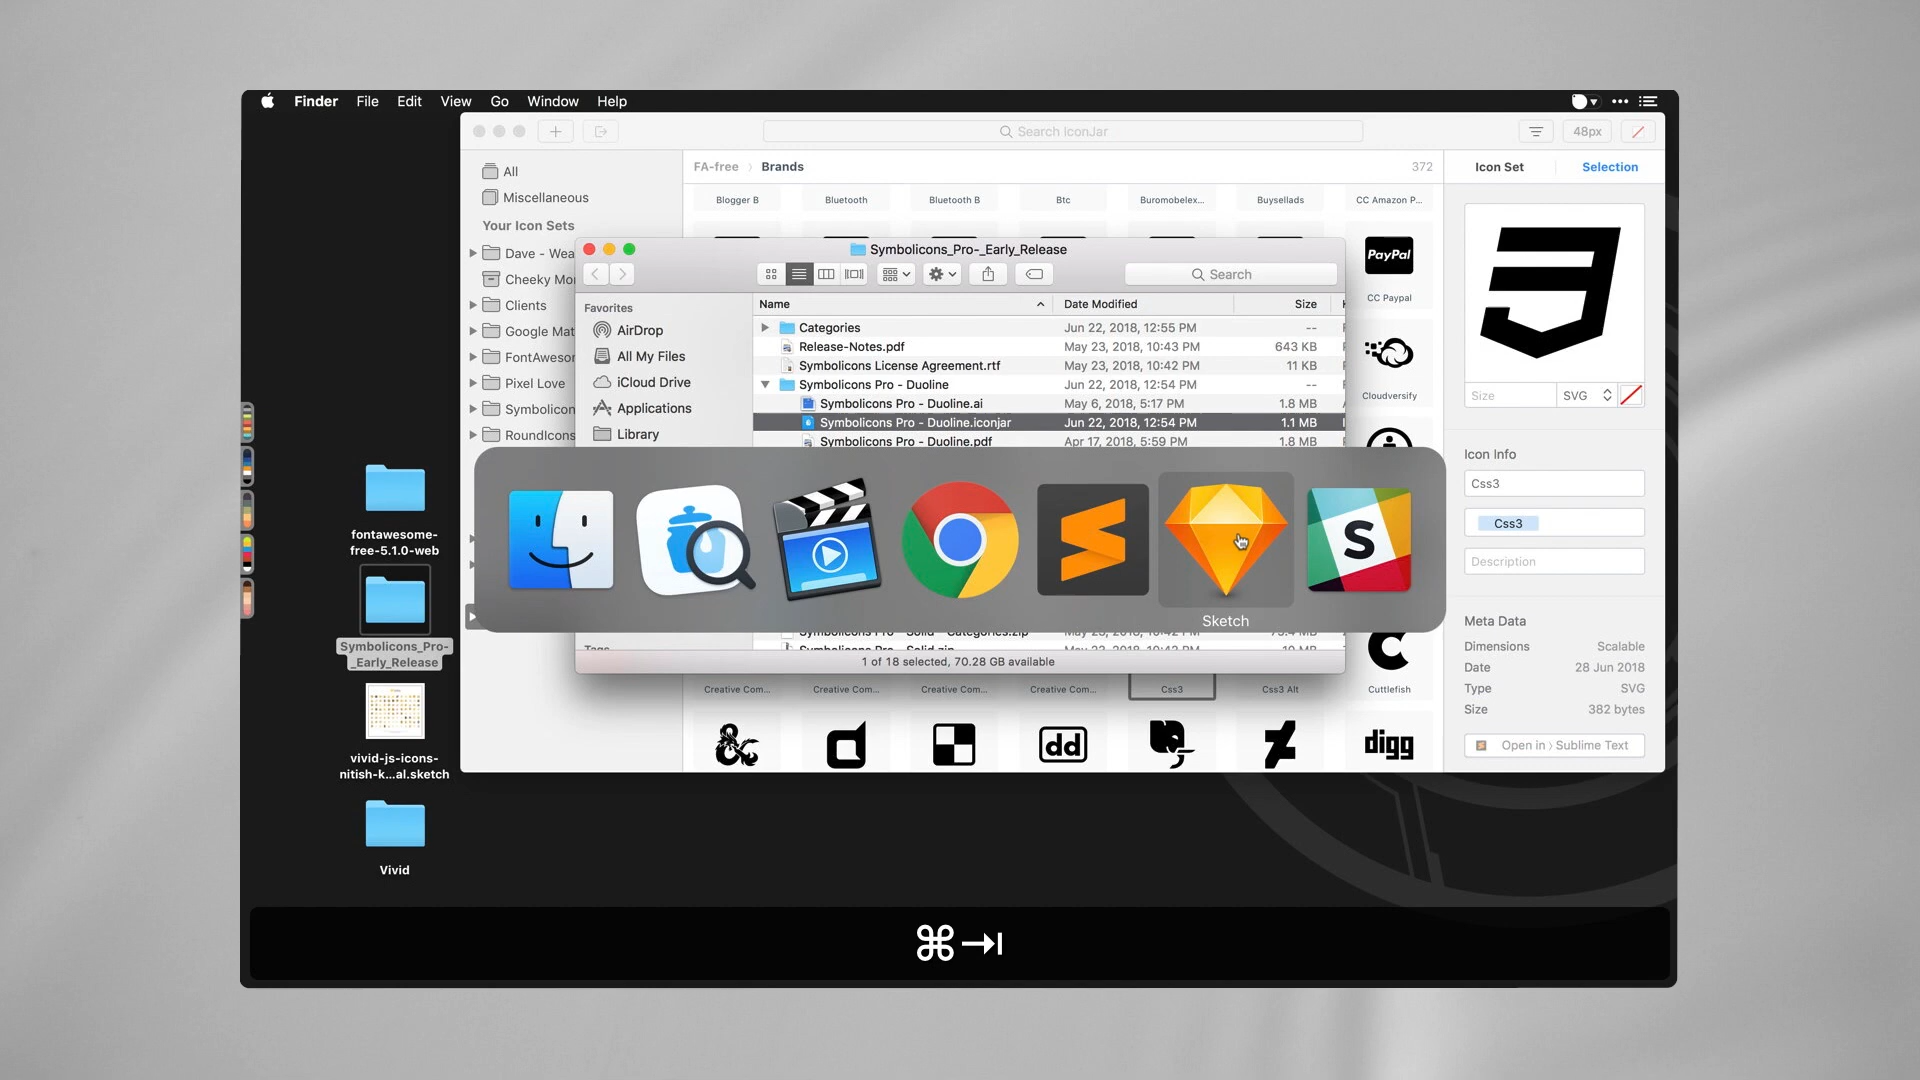 Finder File Edit View Go Window Help
Search IconJar
48px
All
Miscellaneous
Your Icon Sets
Dave - Wea
Cheeky Mo
Clients
Google Mat
FontAwesor
Pixel Love
Symbolicon
RoundIcons
FA-free › Brands 372
Blogger B Bluetooth Bluetooth B Btc Buromobelex... Buysellads CC Amazon P...
PayPal
CC Paypal
Cloudversify
Symbolicons_Pro-_Early_Release
Search
Favorites
AirDrop
All My Files
iCloud Drive
Applications
Library
Name Date Modified Size
Categories Jun 22, 2018, 12:55 PM --
Release-Notes.pdf May 23, 2018, 10:43 PM 643 KB
Symbolicons License Agreement.rtf May 23, 2018, 10:42 PM 11 KB
Symbolicons Pro - Duoline Jun 22, 2018, 12:54 PM --
Symbolicons Pro - Duoline.ai May 6, 2018, 5:17 PM 1.8 MB
Symbolicons Pro - Duoline.iconjar Jun 22, 2018, 12:54 PM 1.1 MB
Symbolicons Pro - Duoline.pdf Apr 17, 2018, 5:59 PM 1.8 MB
S
Sketch
1 of 18 selected, 70.28 GB available
Creative Com... Creative Com... Creative Com... Creative Com... Css3 Css3 Alt Cuttlefish
dd
digg
Icon Set Selection
Size SVG
Icon Info
Css3
Css3
Description
Meta Data
Dimensions Scalable
Date 28 Jun 2018
Type SVG
Size 382 bytes
Open in › Sublime Text
fontawesome-
free-5.1.0-web
Symbolicons_Pro-
_Early_Release
vivid-js-icons-
nitish-k...al.sketch
Vivid
⌘⇥